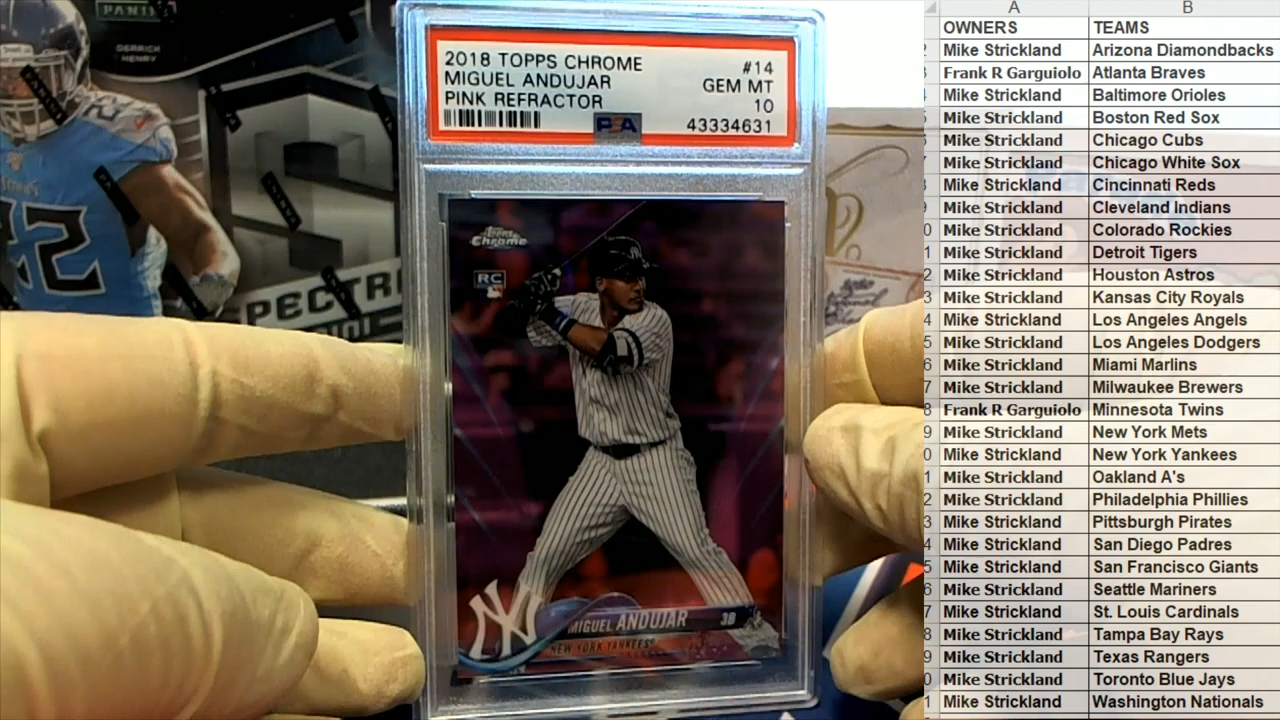 PANINI
DERRICK
HENRY
22
SPECTR
2018 TOPPS CHROME
MIGUEL ANDUJAR
PINK REFRACTOR
#14
GEM MT
10
PSA
43334631
Topps
Chrome
RC
NY
MIGUEL ANDUJAR 3B
NEW YORK YANKEES
A B
OWNERS TEAMS
Mike Strickland Arizona Diamondbacks
Frank R Garguiolo Atlanta Braves
Mike Strickland Baltimore Orioles
Mike Strickland Boston Red Sox
Mike Strickland Chicago Cubs
Mike Strickland Chicago White Sox
Mike Strickland Cincinnati Reds
Mike Strickland Cleveland Indians
Mike Strickland Colorado Rookies
Mike Strickland Detroit Tigers
Mike Strickland Houston Astros
Mike Strickland Kansas City Royals
Mike Strickland Los Angeles Angels
Mike Strickland Los Angeles Dodgers
Mike Strickland Miami Marlins
Mike Strickland Milwaukee Brewers
Frank R Garguiolo Minnesota Twins
Mike Strickland New York Mets
Mike Strickland New York Yankees
Mike Strickland Oakland A's
Mike Strickland Philadelphia Phillies
Mike Strickland Pittsburgh Pirates
Mike Strickland San Diego Padres
Mike Strickland San Francisco Giants
Mike Strickland Seattle Mariners
Mike Strickland St. Louis Cardinals
Mike Strickland Tampa Bay Rays
Mike Strickland Texas Rangers
Mike Strickland Toronto Blue Jays
Mike Strickland Washington Nationals